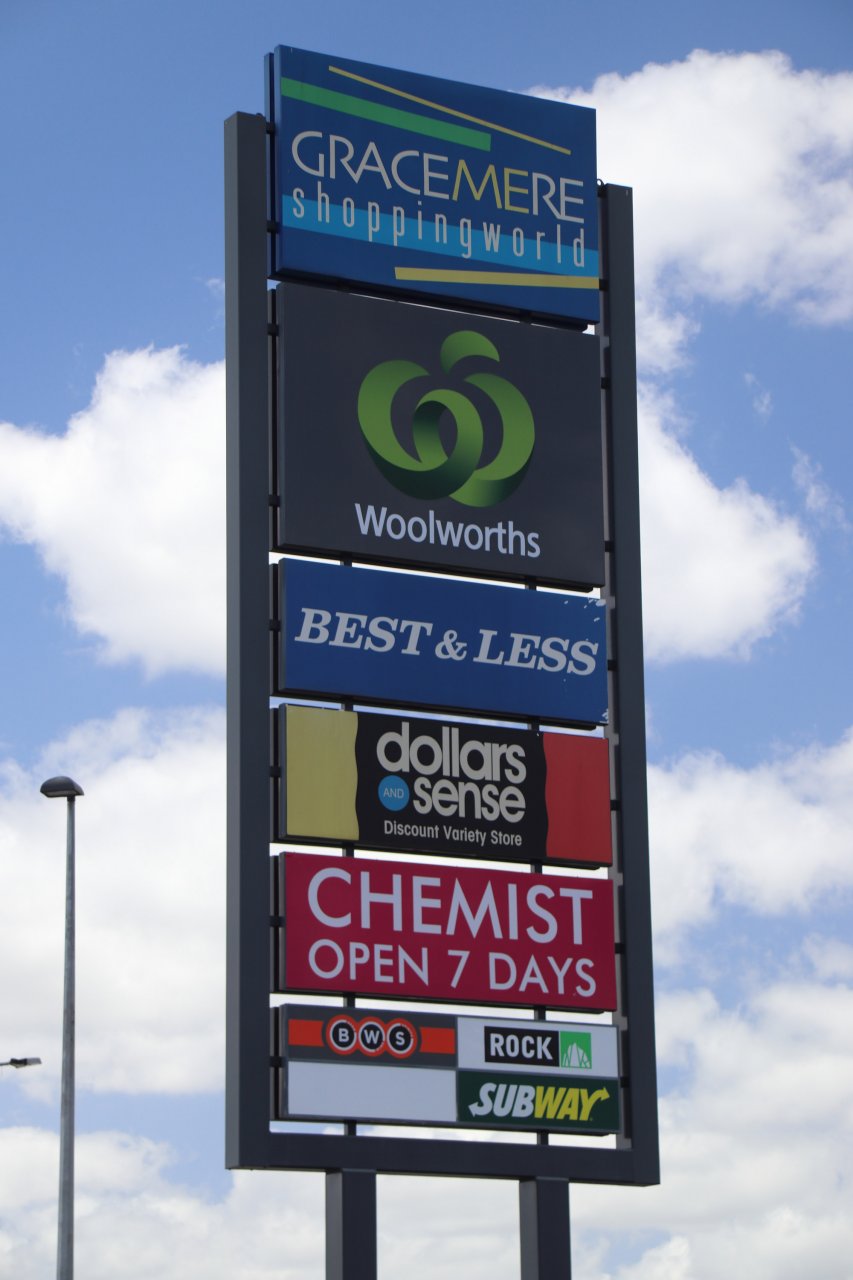 GRACEMERE
shoppingworld
Woolworths
BEST & LESS
dollars
AND sense
Discount Variety Store
CHEMIST
OPEN 7 DAYS
BWS
ROCK
SUBWAY